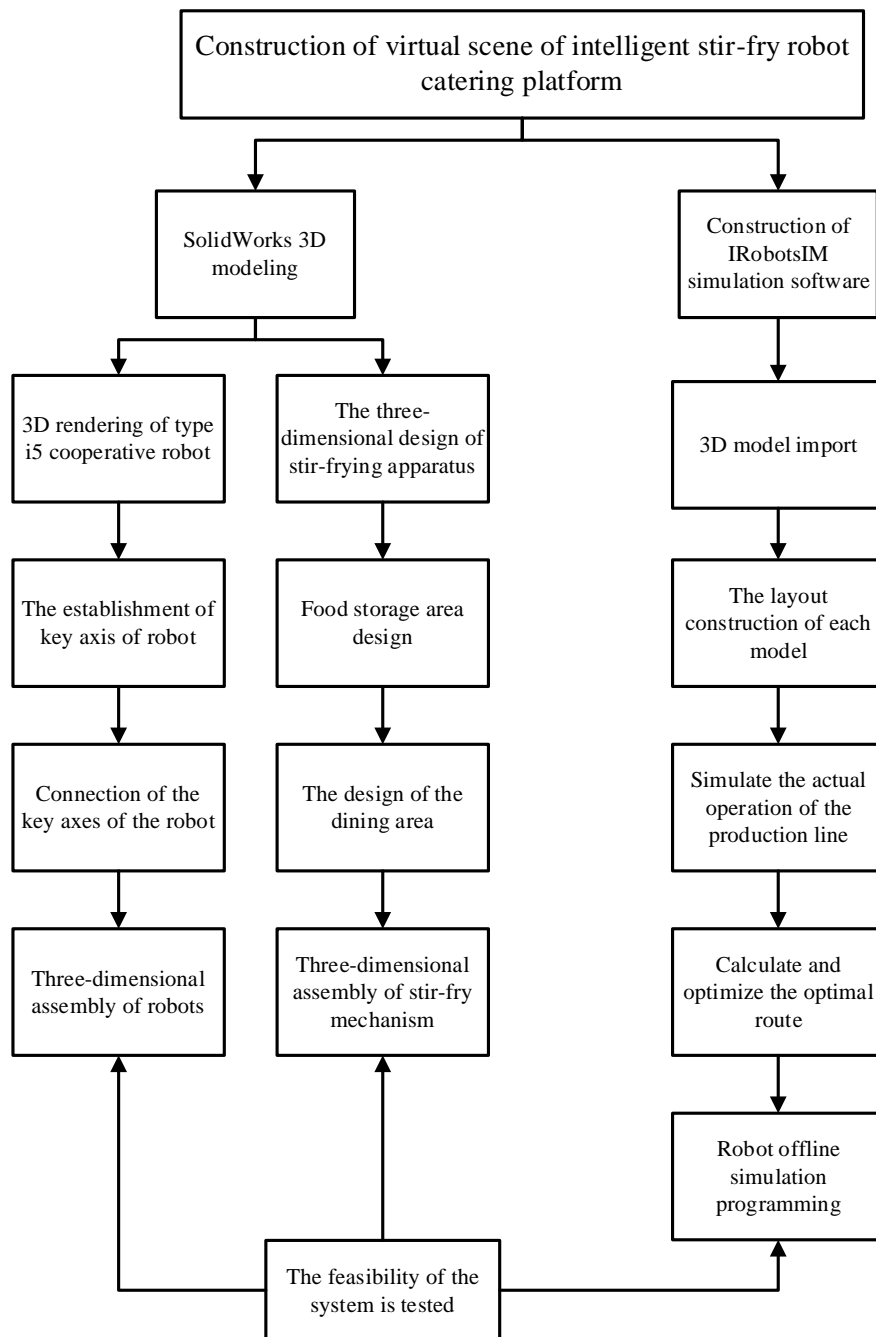 Construction of virtual scene of intelligent stir-fry robot
catering platform
SolidWorks 3D
modeling
Construction of
IRobotsIM
simulation software
3D rendering of type
i5 cooperative robot
The three-
dimensional design of
stir-frying apparatus
3D model import
The establishment of
key axis of robot
Food storage area
design
The layout
construction of each
model
Connection of the
key axes of the robot
The design of the
dining area
Simulate the actual
operation of the
production line
Three-dimensional
assembly of robots
Three-dimensional
assembly of stir-fry
mechanism
Calculate and
optimize the optimal
route
Robot offline
simulation
programming
The feasibility of the
system is tested